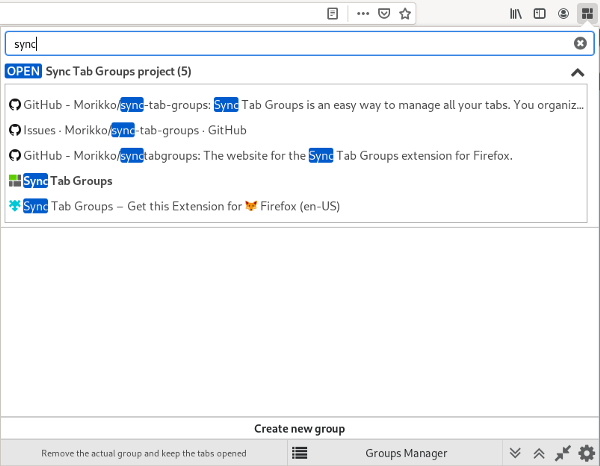 sync
OPEN Sync Tab Groups project (5)
GitHub - Morikko/sync-tab-groups: Sync Tab Groups is an easy way to manage all your tabs. You organiz...
Issues · Morikko/sync-tab-groups · GitHub
GitHub - Morikko/synctabgroups: The website for the Sync Tab Groups extension for Firefox.
Sync Tab Groups
Sync Tab Groups – Get this Extension for 🦊 Firefox (en-US)
Create new group
Remove the actual group and keep the tabs opened
Groups Manager